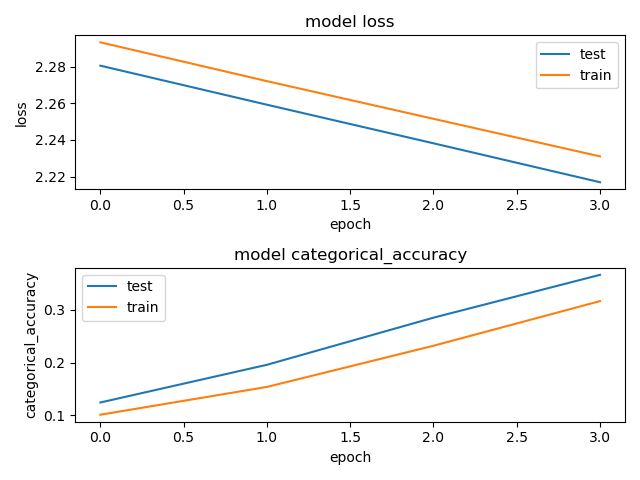 model loss
test
train
2.28
2.26
2.24
2.22
loss
0.0 0.5 1.0 1.5 2.0 2.5 3.0
epoch
model categorical_accuracy
test
train
0.3
0.2
0.1
categorical_accuracy
0.0 0.5 1.0 1.5 2.0 2.5 3.0
epoch